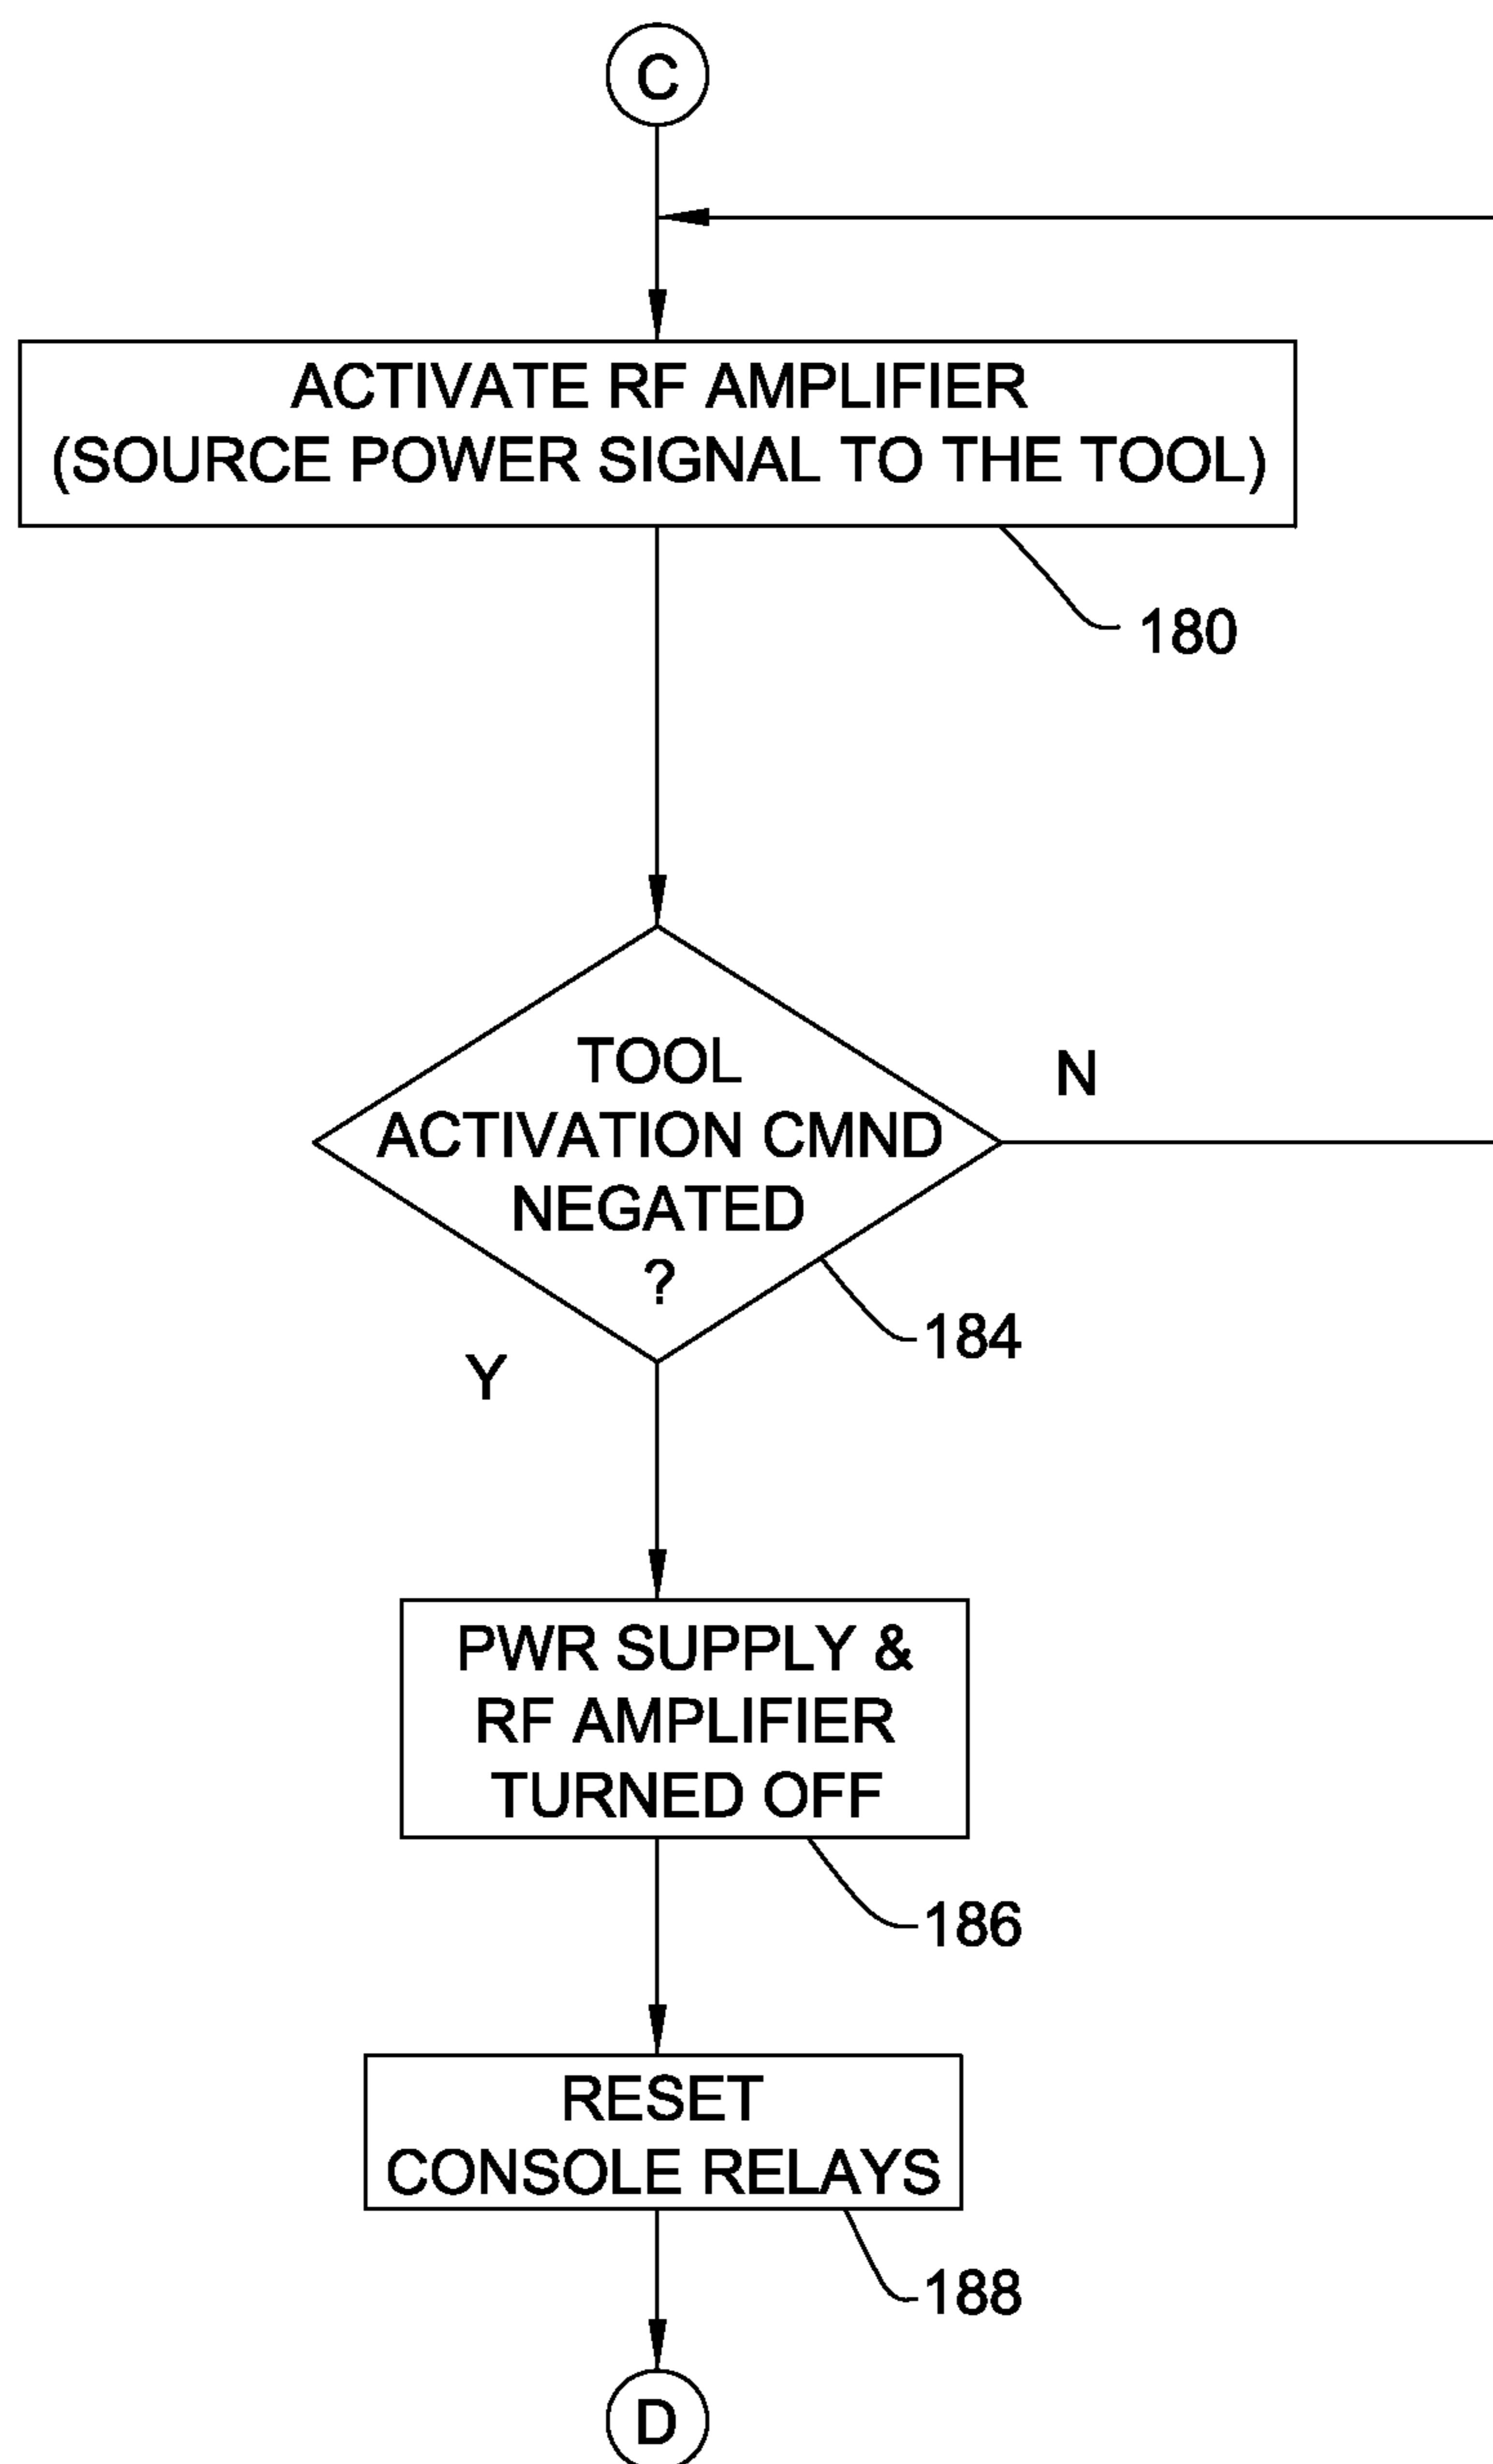 C
ACTIVATE RF AMPLIFIER
(SOURCE POWER SIGNAL TO THE TOOL)
180
TOOL
ACTIVATION CMND
NEGATED
?
N
184
Y
PWR SUPPLY &
RF AMPLIFIER
TURNED OFF
186
RESET
CONSOLE RELAYS
188
D